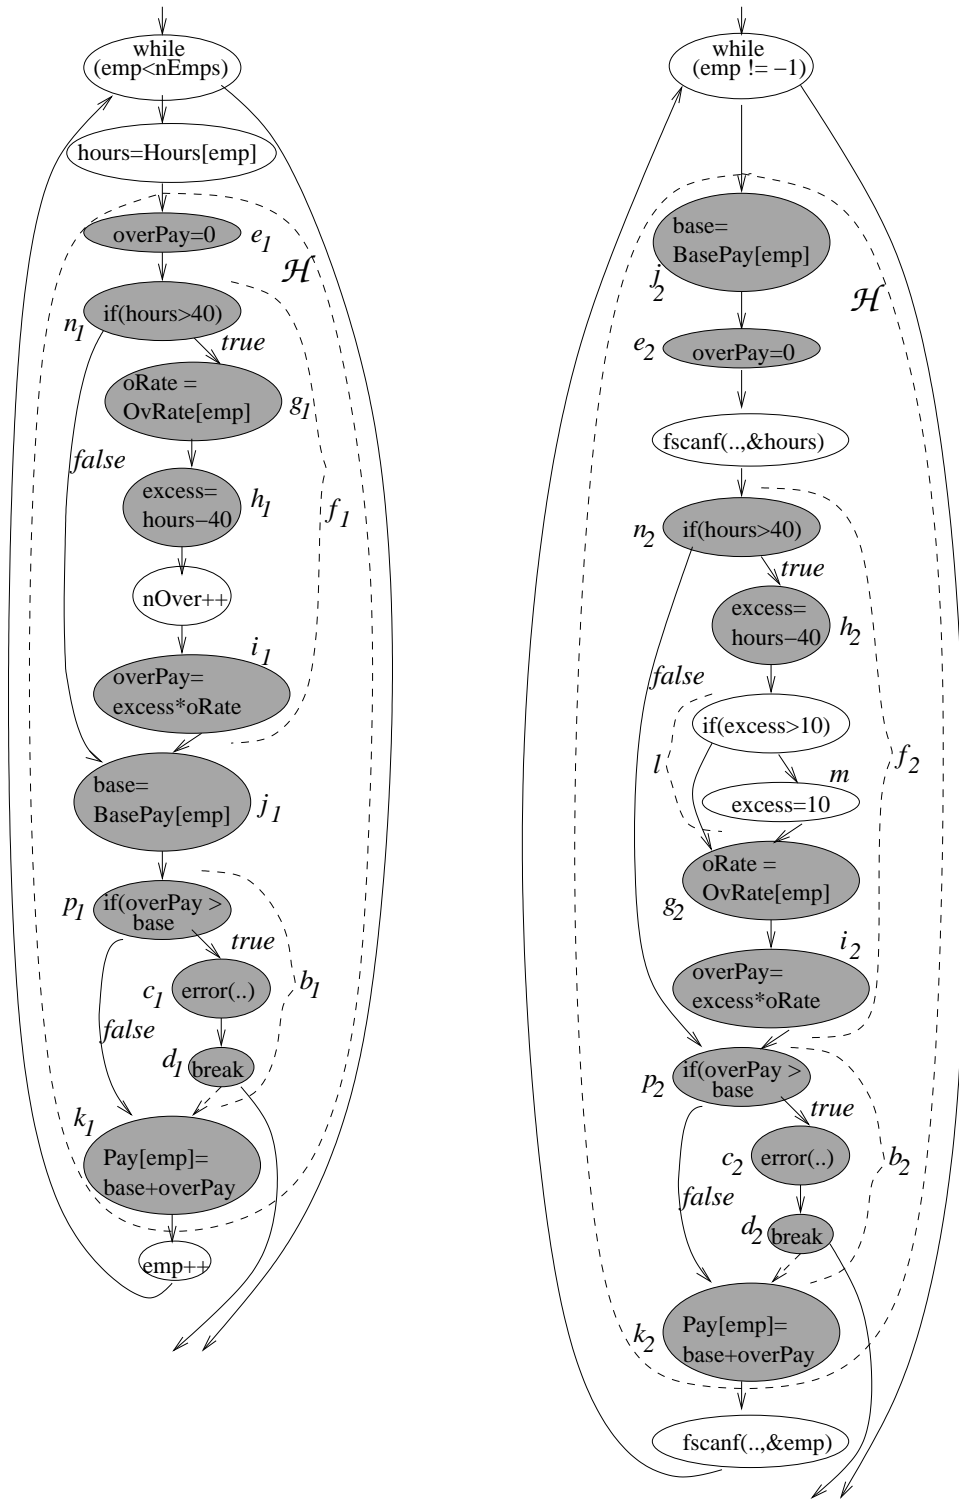 while
(emp<nEmps)
hours=Hours[emp]
overPay=0
e1
H
if(hours>40)
n1
true
oRate =
OvRate[emp]
g1
false
excess=
hours−40
h1
f1
nOver++
i1
overPay=
excess*oRate
base=
BasePay[emp]
j1
p1
if(overPay >
base
true
c1
error(..)
b1
false
d1
break
k1
Pay[emp]=
base+overPay
emp++
while
(emp != −1)
base=
BasePay[emp]
j2
H
e2
overPay=0
fscanf(..,&hours)
n2
if(hours>40)
true
excess=
hours−40
h2
false
if(excess>10)
l
f2
m
excess=10
oRate =
OvRate[emp]
g2
i2
overPay=
excess*oRate
p2
if(overPay >
base
true
c2
error(..)
b2
false
d2
break
k2
Pay[emp]=
base+overPay
fscanf(..,&emp)